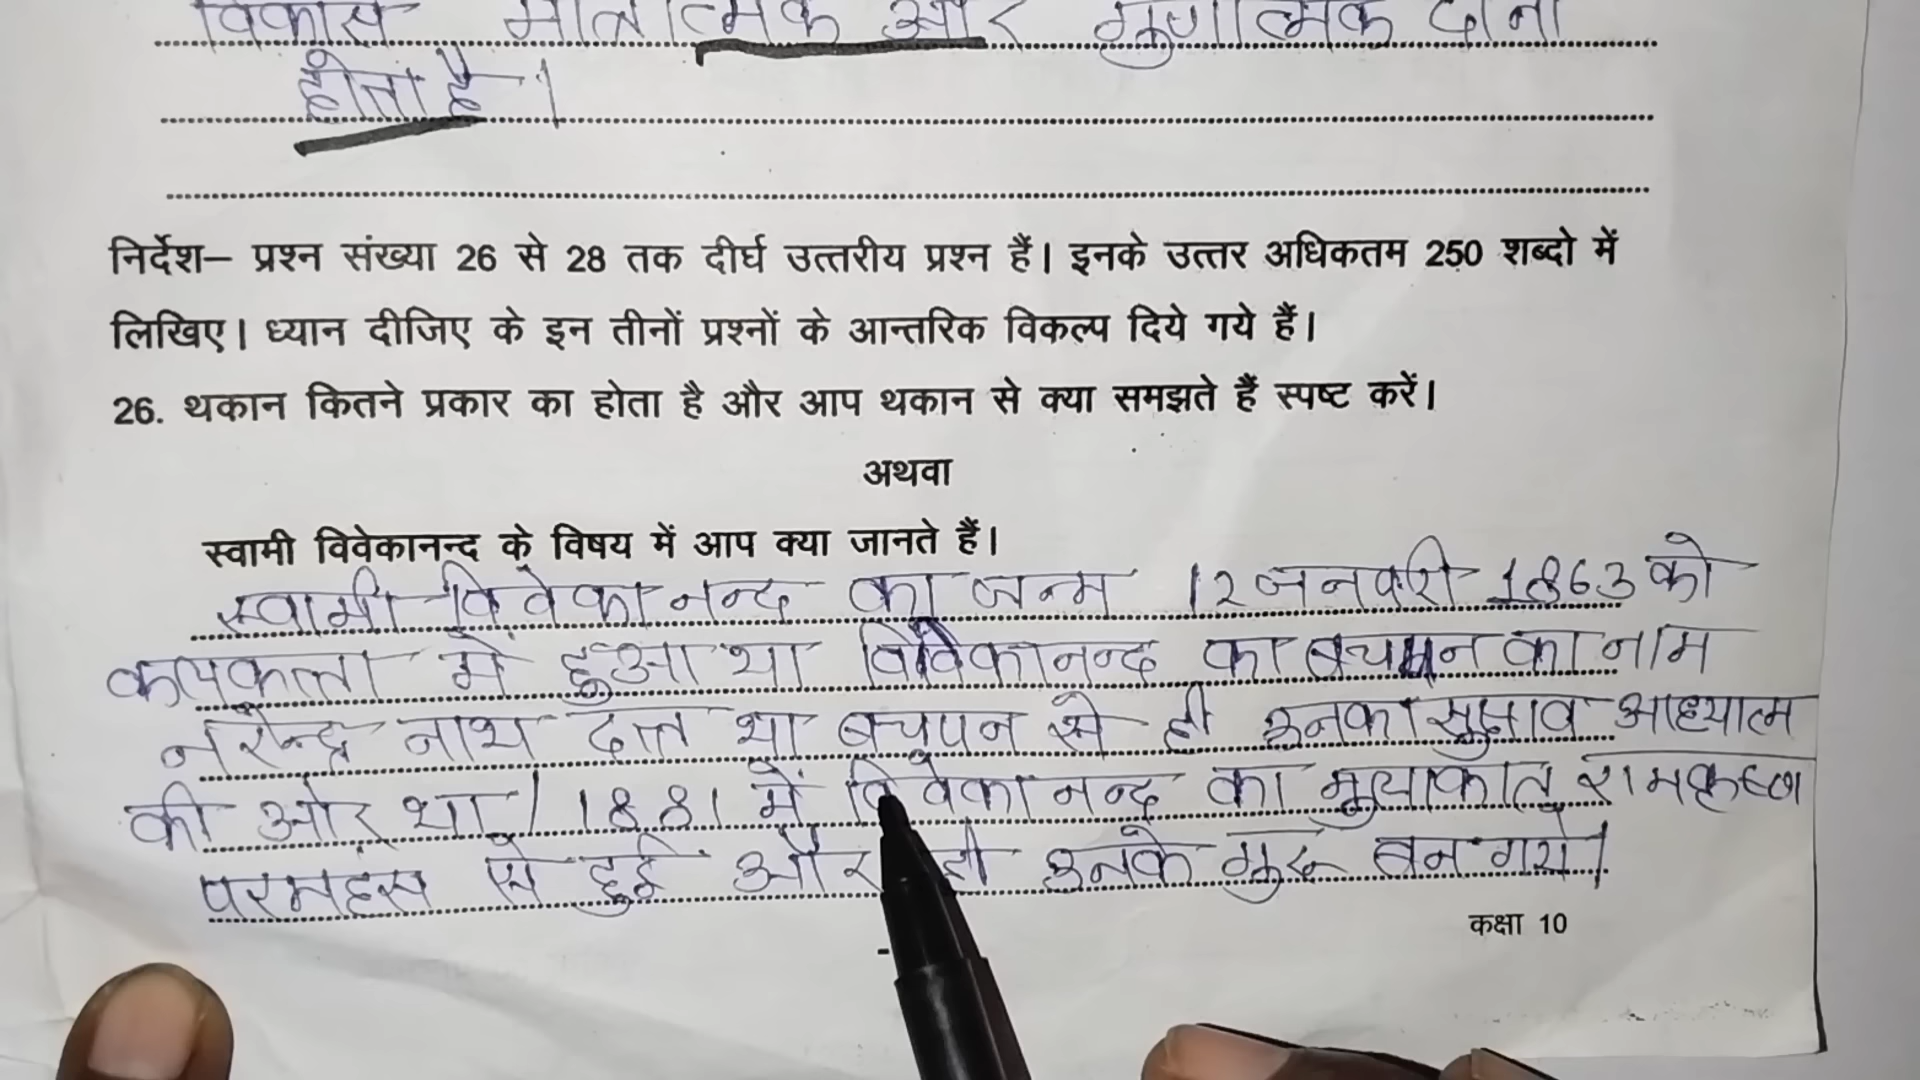 विकास मात्रात्मक और गुणात्मक दोनों
होता है।
निर्देश– प्रश्न संख्या 26 से 28 तक दीर्घ उत्तरीय प्रश्न हैं। इनके उत्तर अधिकतम 250 शब्दो में
लिखिए। ध्यान दीजिए के इन तीनों प्रश्नों के आन्तरिक विकल्प दिये गये हैं।
26. थकान कितने प्रकार का होता है और आप थकान से क्या समझते हैं स्पष्ट करें।
अथवा
स्वामी विवेकानन्द के विषय में आप क्या जानते हैं।
स्वामी विवेकानन्द का जन्म 12 जनवरी 1863 को
कलकत्ता में हुआ था विवेकानन्द का बचपन का नाम
नरेन्द्र नाथ दत्त था बचपन से ही उनका आध्यात्म
की ओर था। 1881 में विवेकानन्द का मुलाकात रामकृष्ण
परमहंस से हुई और ही उनके गुरू बन गये।
कक्षा 10